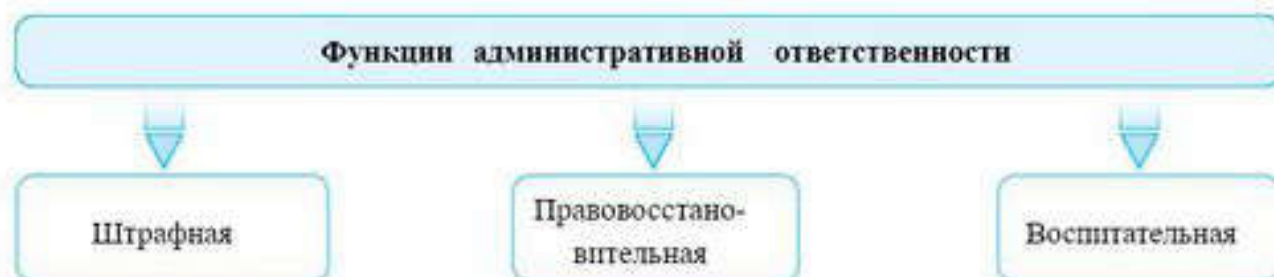 Функции административной ответственности
Штрафная
Правовосстано-
вительная
Воспитательная